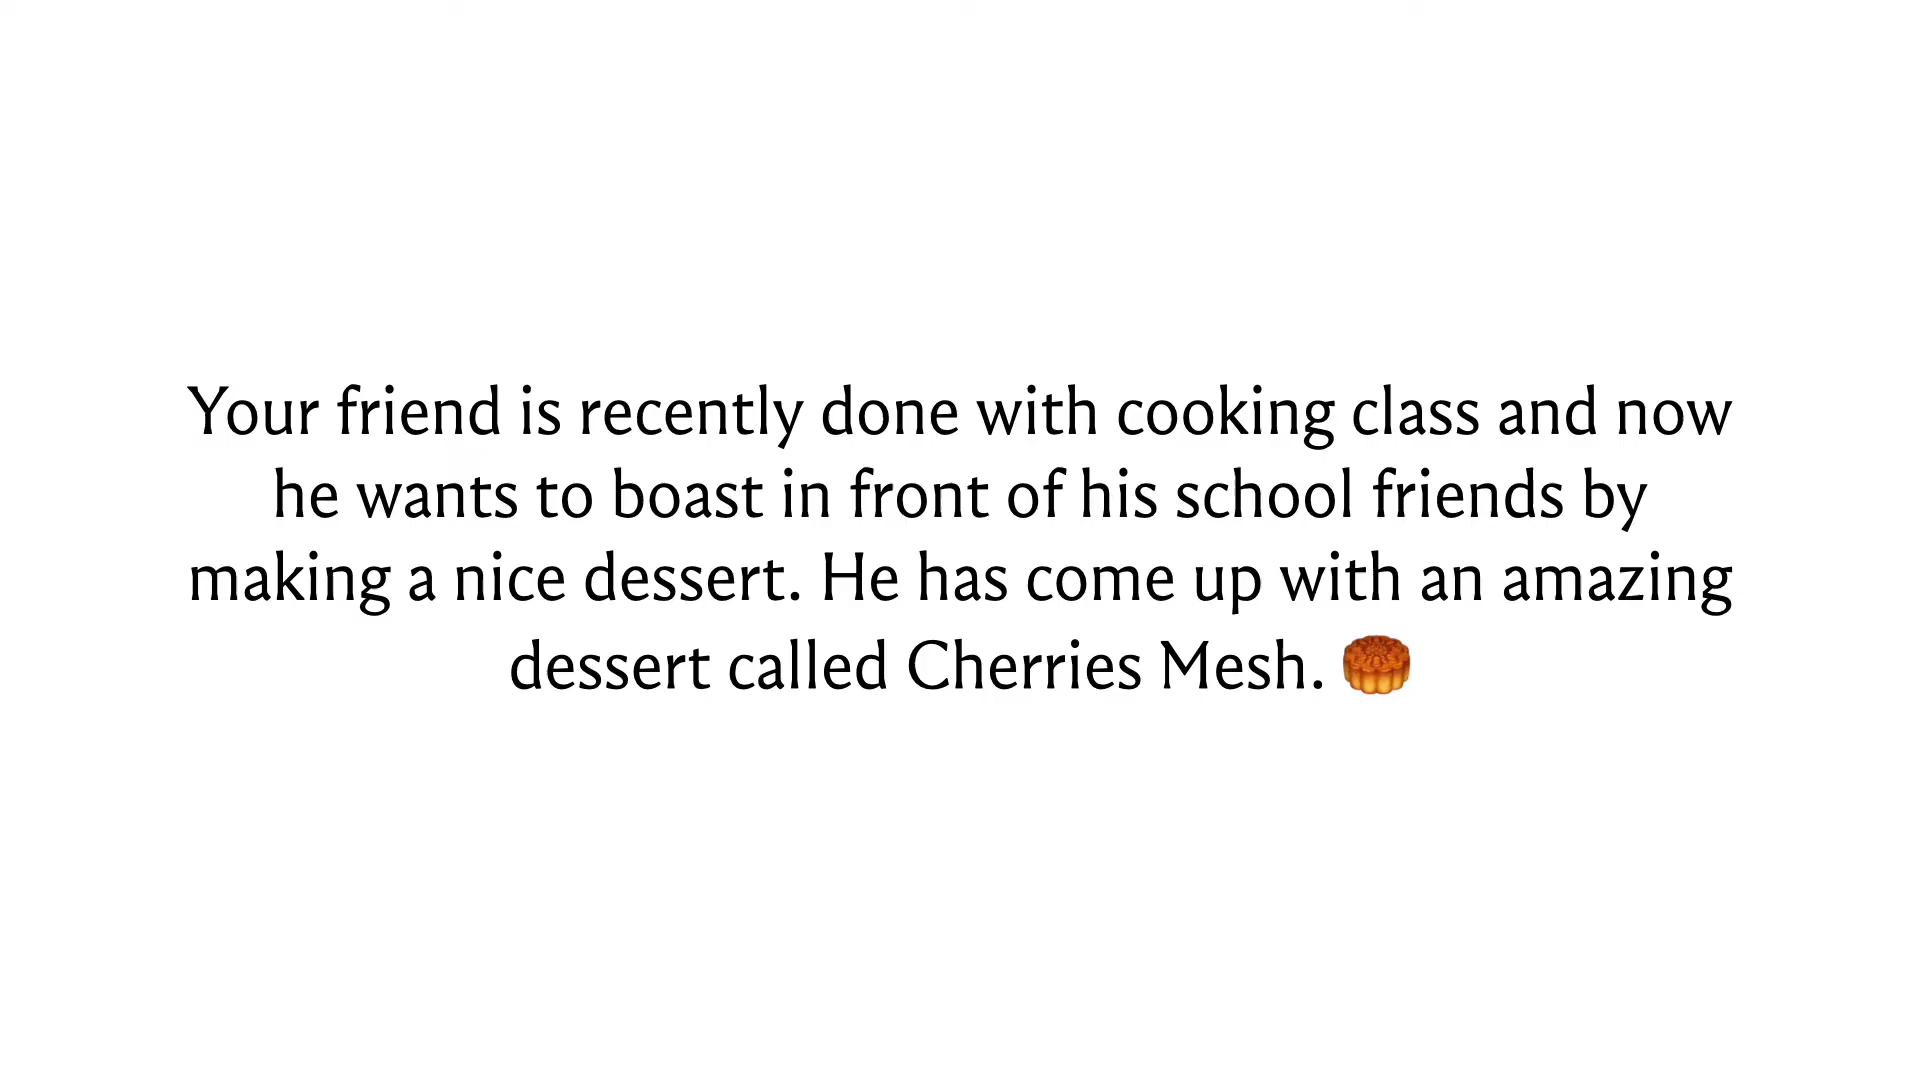 Your friend is recently done with cooking class and now
he wants to boast in front of his school friends by
making a nice dessert. He has come up with an amazing
dessert called Cherries Mesh. 🥮